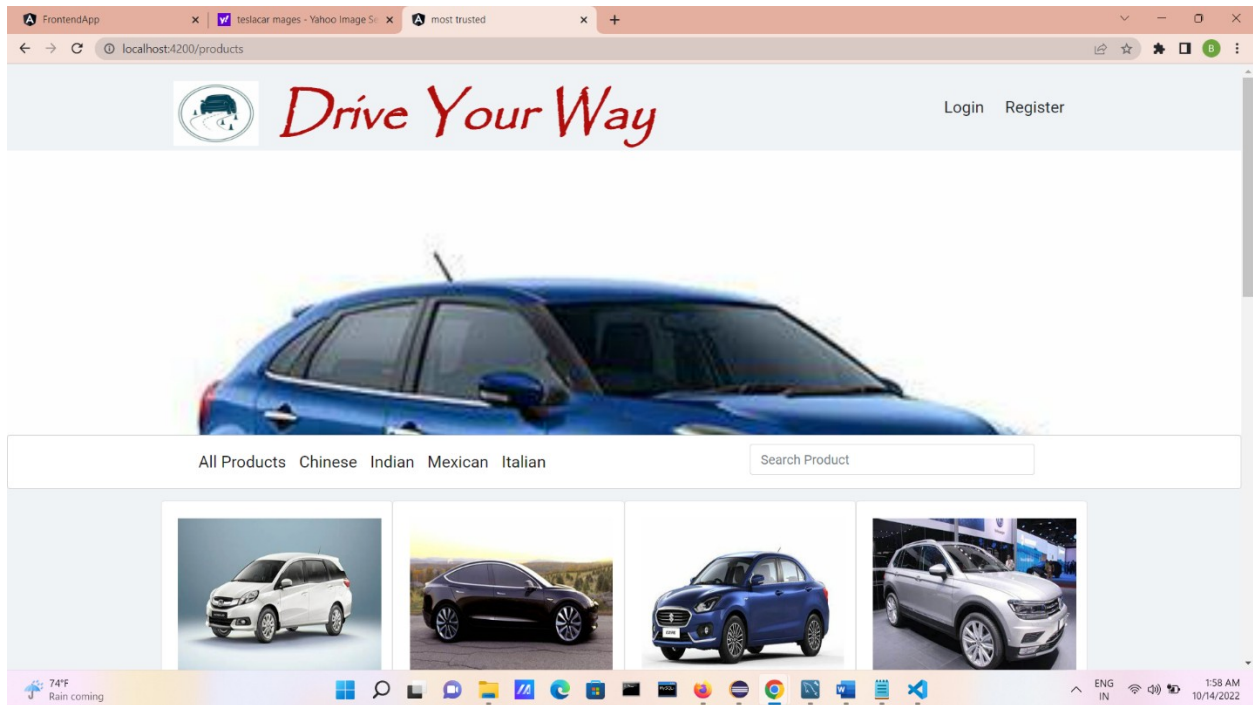 FrontendApp
teslacar mages - Yahoo Image Se
most trusted
localhost:4200/products
B
Drive Your Way
Login Register
All Products Chinese Indian Mexican Italian
Search Product
74°F
Rain coming
ENG
IN
1:58 AM
10/14/2022